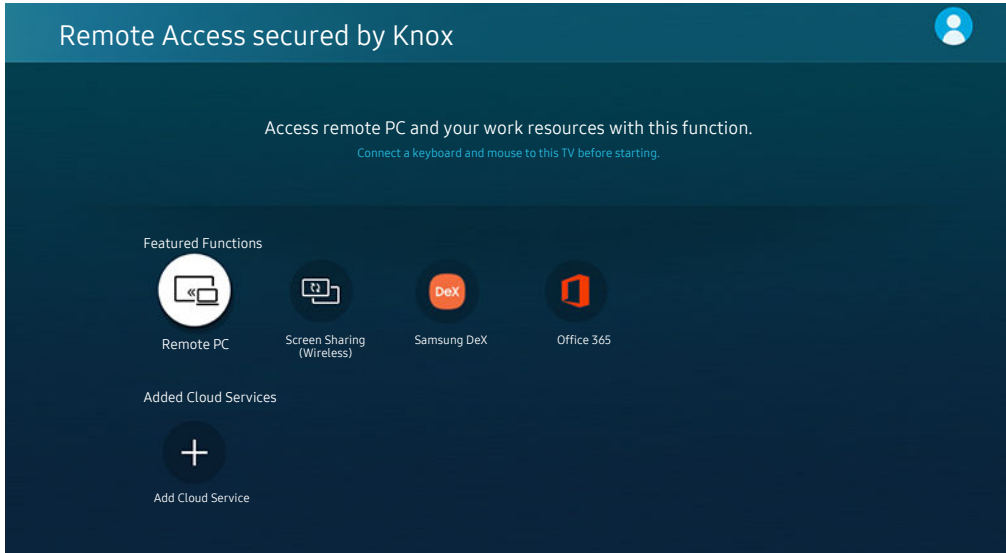 Remote Access secured by Knox
Access remote PC and your work resources with this function.
Connect a keyboard and mouse to this TV before starting.
Featured Functions
Remote PC
Screen Sharing
(Wireless)
DeX
Samsung DeX
Office 365
Added Cloud Services
Add Cloud Service